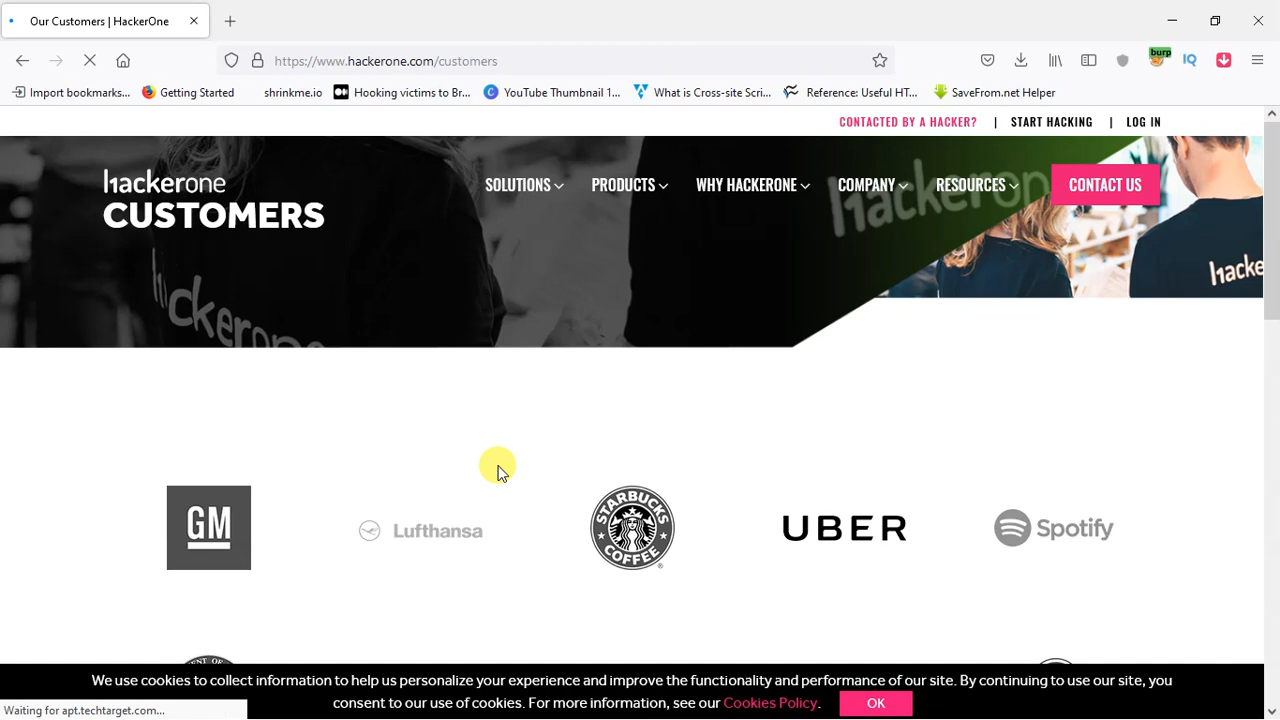 Our Customers | HackerOne
https://www.hackerone.com/customers
burp
IQ
Import bookmarks...
Getting Started
shrinkme.io
Hooking victims to Br...
YouTube Thumbnail 1...
What is Cross-site Scri...
Reference: Useful HT...
SaveFrom.net Helper
CONTACTED BY A HACKER? | START HACKING | LOG IN
hackerone
CUSTOMERS
SOLUTIONS
PRODUCTS
WHY HACKERONE
COMPANY
RESOURCES
CONTACT US
hackerone
GM
Lufthansa
STARBUCKS
COFFEE
UBER
Spotify
We use cookies to collect information to help us personalize your experience and improve the functionality and performance of our site. By continuing to use our site, you
consent to our use of cookies. For more information, see our Cookies Policy.
OK
Waiting for apt.techtarget.com...